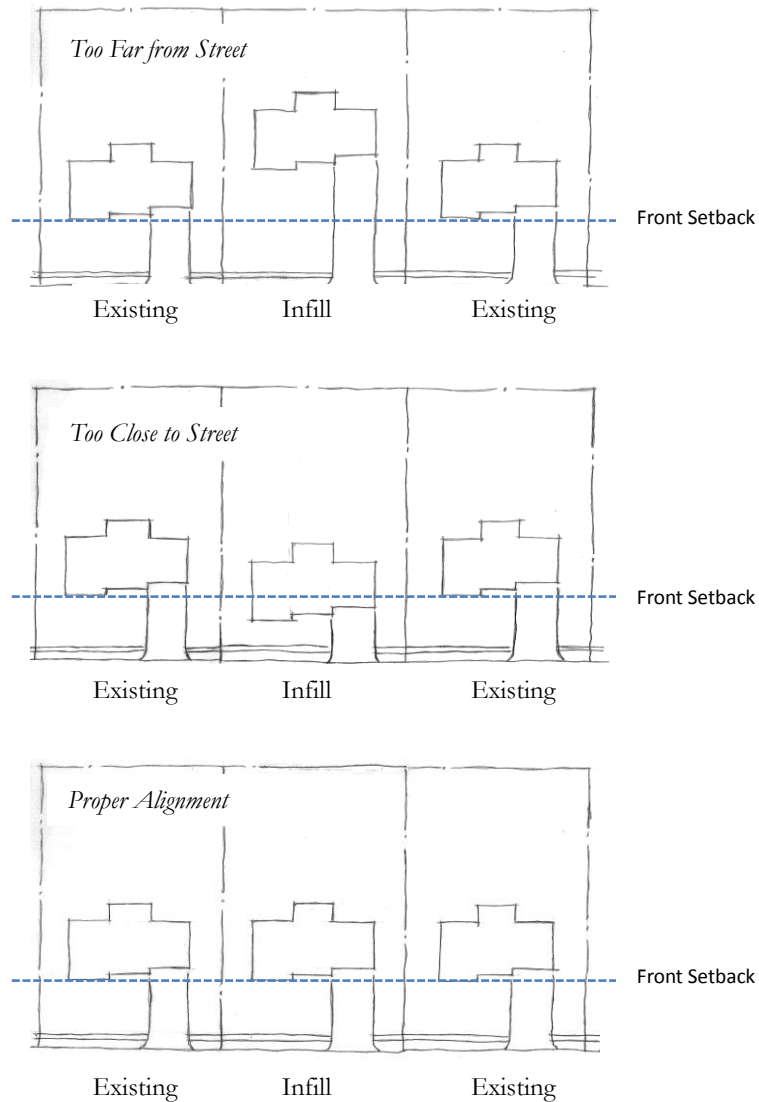 Too Far from Street
Front Setback
Existing Infill Existing
Too Close to Street
Front Setback
Existing Infill Existing
Proper Alignment
Front Setback
Existing Infill Existing